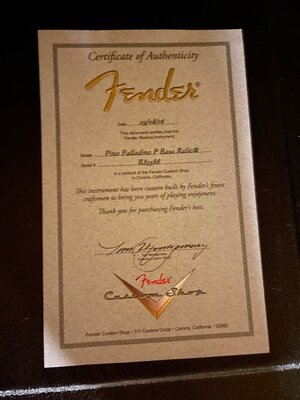 Certificate of Authenticity
Fender®
Date 03/08/16
This document certifies that this
Fender Musical Instrument:
Model Pino Palladino P Bass Relic®
Serial #
is a product of the Fender Custom Shop
in Corona, California.
This instrument has been custom built by Fender's finest
craftsmen to bring you years of playing enjoyment.
Thank you for purchasing Fender's best.
Fender
Custom Shop
Fender Custom Shop • 311 Cessna Circle • Corona, California • 92880